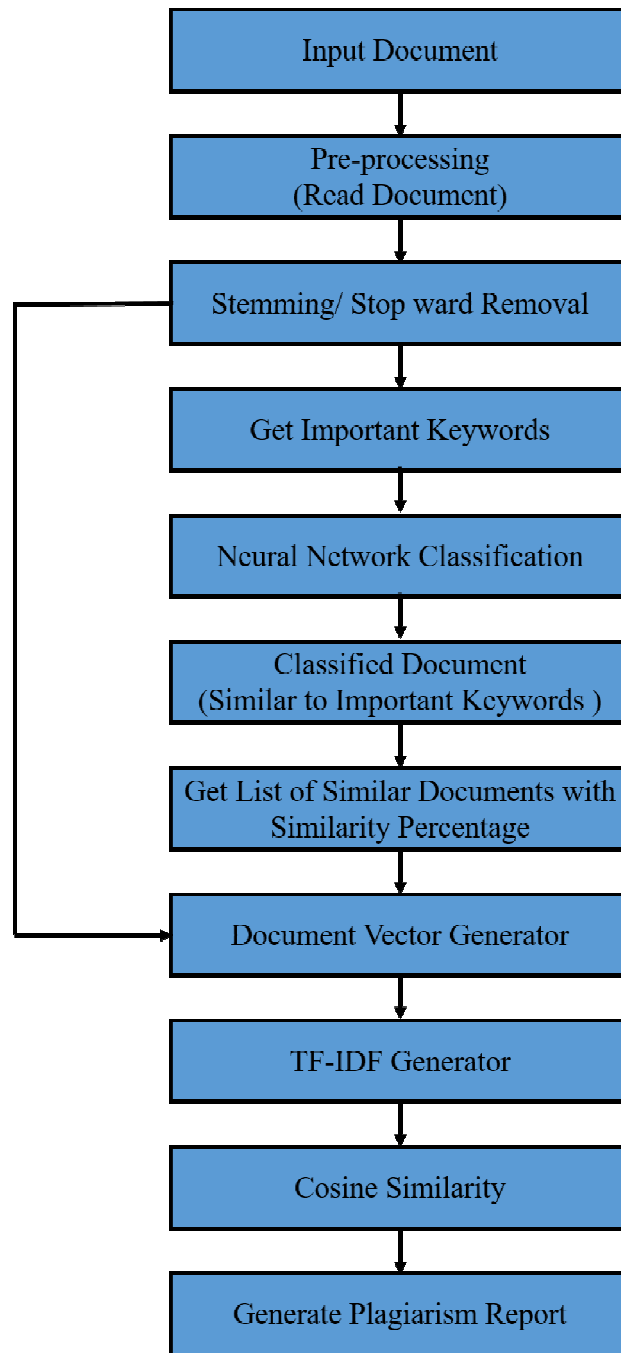 Input Document
Pre-processing
(Read Document)
Stemming/ Stop ward Removal
Get Important Keywords
Neural Network Classification
Classified Document
(Similar to Important Keywords )
Get List of Similar Documents with
Similarity Percentage
Document Vector Generator
TF-IDF Generator
Cosine Similarity
Generate Plagiarism Report